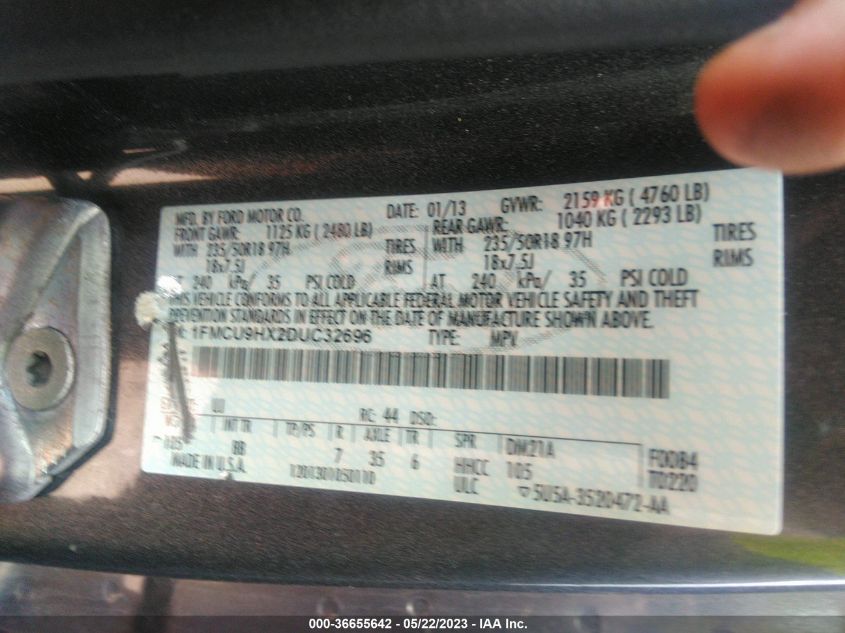 MFD. BY FORD MOTOR CO. DATE: 01/13 GVWR: 2159 KG ( 4760 LB)
FRONT GAWR: 1125 KG ( 2480 LB) REAR GAWR: 1040 KG ( 2293 LB)
WITH 235/50R18 97H TIRES WITH 235/50R18 97H TIRES
18x7.5J RIMS 18x7.5J RIMS
AT 240 kPa/ 35 PSI COLD AT 240 kPa/ 35 PSI COLD
THIS VEHICLE CONFORMS TO ALL APPLICABLE FEDERAL MOTOR VEHICLE SAFETY AND THEFT
PREVENTION STANDARDS IN EFFECT ON THE DATE OF MANUFACTURE SHOWN ABOVE.
1FMCU9HX2DUC32696 TYPE: MPV
UJ RC: 44 DSO:
INT TR TP/PS R AXLE TR SPR DM21A F0084
105 BB 7 35 6 HHCC 105 T0220
MADE IN U.S.A. 1201301050110 ULC 5U5A-3520472-AA
000-36655642 - 05/22/2023 - IAA Inc.